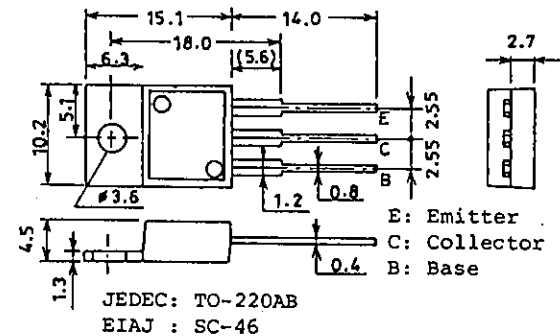 15.1
14.0
18.0
2.7
6.3
(5.6)
10.2
5.1
E
2.55
C
2.55
B
ø3.6
1.2
0.8
4.5
1.3
0.4
E: Emitter
C: Collector
B: Base
JEDEC: TO-220AB
EIAJ : SC-46